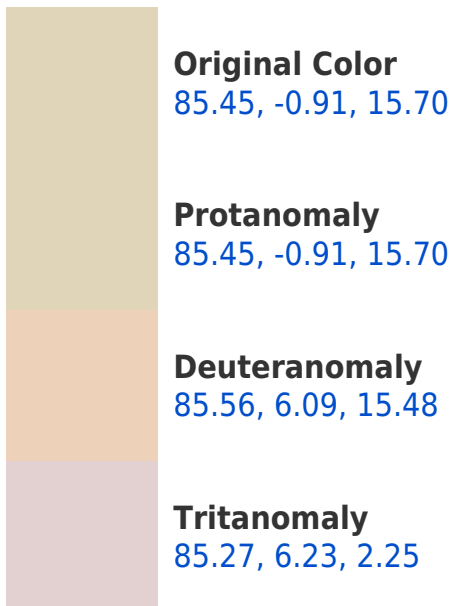 Original Color
85.45, -0.91, 15.70
Protanomaly
85.45, -0.91, 15.70
Deuteranomaly
85.56, 6.09, 15.48
Tritanomaly
85.27, 6.23, 2.25